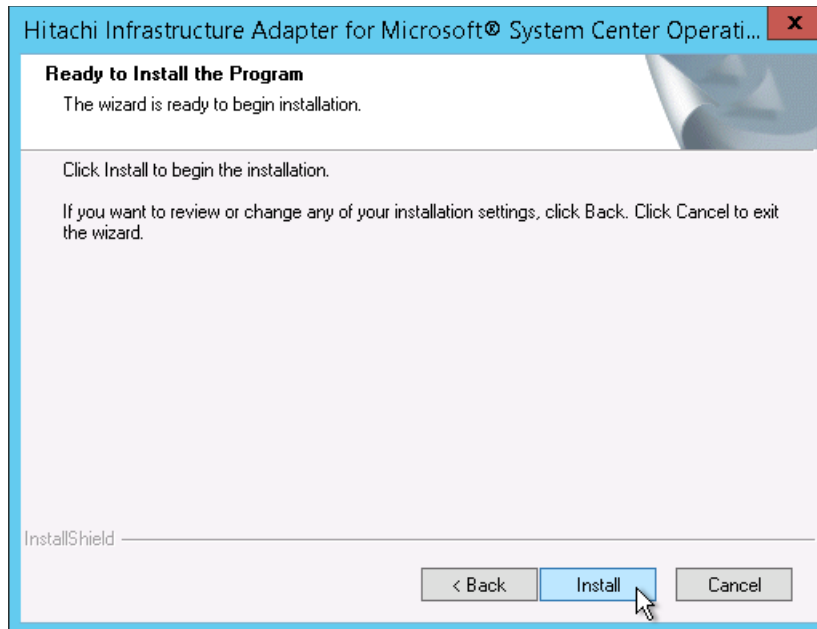 Hitachi Infrastructure Adapter for Microsoft® System Center Operati...
x
Ready to Install the Program
The wizard is ready to begin installation.
Click Install to begin the installation.
If you want to review or change any of your installation settings, click Back. Click Cancel to exit
the wizard.
InstallShield
< Back
Install
Cancel